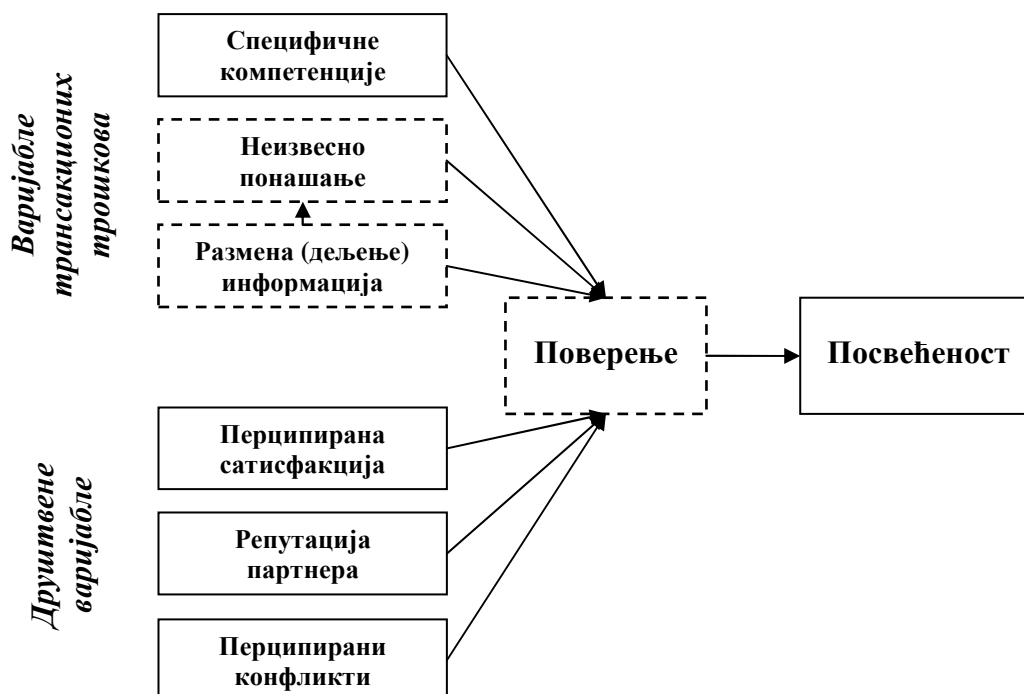 Варијабле
трансакционих
трошкова
Специфичне
компетенције
Неизвесно
понашање
Размена (дељење)
информација
Поверење
Посвећеност
Друштвене
варијабле
Перципирана
сатисфакција
Репутација
партнера
Перципирани
конфликти